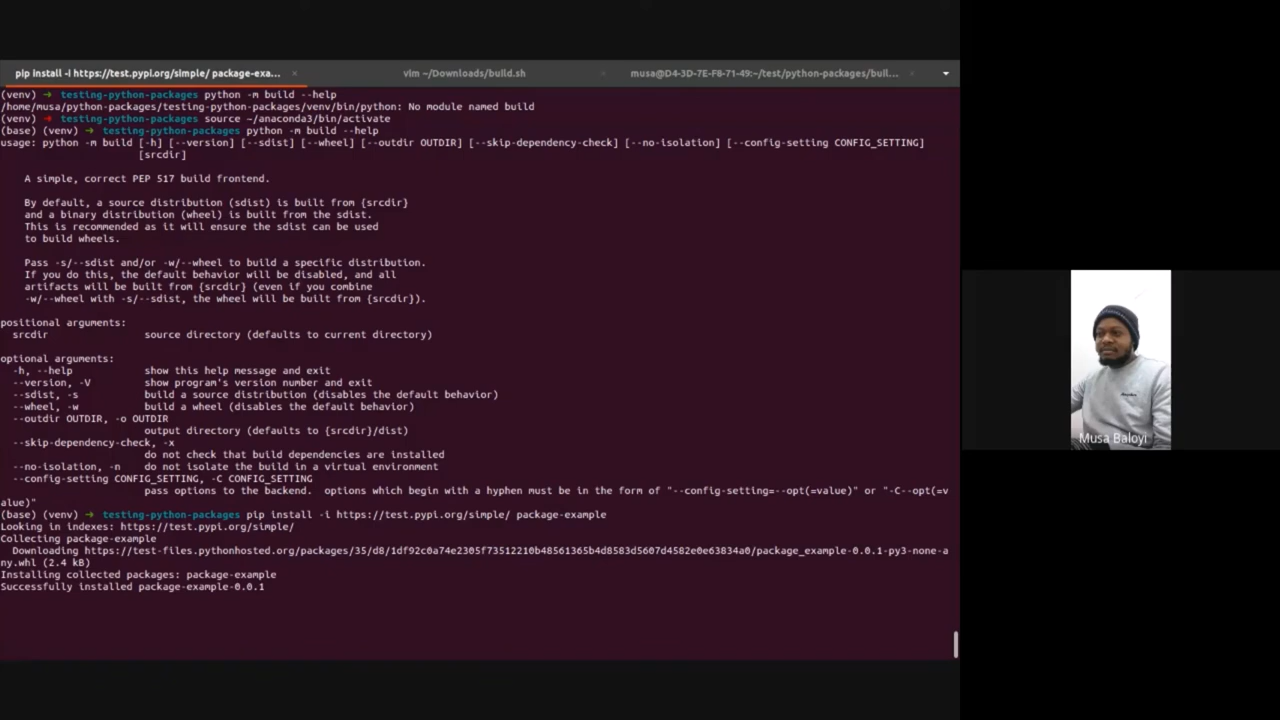 pip install -i https://test.pypi.org/simple/ package-exa... × vim ~/Downloads/build.sh × musa@D4-3D-7E-F8-71-49:~/test/python-packages/buil... ×
(venv) ➜ testing-python-packages python -m build --help
/home/musa/python-packages/testing-python-packages/venv/bin/python: No module named build
(venv) ➜ testing-python-packages source ~/anaconda3/bin/activate
(base) (venv) ➜ testing-python-packages python -m build --help
usage: python -m build [-h] [--version] [--sdist] [--wheel] [--outdir OUTDIR] [--skip-dependency-check] [--no-isolation] [--config-setting CONFIG_SETTING]
[srcdir]
A simple, correct PEP 517 build frontend.
By default, a source distribution (sdist) is built from {srcdir}
and a binary distribution (wheel) is built from the sdist.
This is recommended as it will ensure the sdist can be used
to build wheels.
Pass -s/--sdist and/or -w/--wheel to build a specific distribution.
If you do this, the default behavior will be disabled, and all
artifacts will be built from {srcdir} (even if you combine
-w/--wheel with -s/--sdist, the wheel will be built from {srcdir}).
positional arguments:
srcdir source directory (defaults to current directory)
optional arguments:
-h, --help show this help message and exit
--version, -V show program's version number and exit
--sdist, -s build a source distribution (disables the default behavior)
--wheel, -w build a wheel (disables the default behavior)
--outdir OUTDIR, -o OUTDIR
output directory (defaults to {srcdir}/dist)
--skip-dependency-check, -x
do not check that build dependencies are installed
--no-isolation, -n do not isolate the build in a virtual environment
--config-setting CONFIG_SETTING, -C CONFIG_SETTING
pass options to the backend. options which begin with a hyphen must be in the form of "--config-setting=--opt(=value)" or "-C--opt(=v
alue)"
(base) (venv) ➜ testing-python-packages pip install -i https://test.pypi.org/simple/ package-example
Looking in indexes: https://test.pypi.org/simple/
Collecting package-example
Downloading https://test-files.pythonhosted.org/packages/35/d8/1df92c0a74e2305f73512210b48561365b4d8583d5607d4582e0e63834a0/package_example-0.0.1-py3-none-a
ny.whl (2.4 kB)
Installing collected packages: package-example
Successfully installed package-example-0.0.1
Musa Baloyi